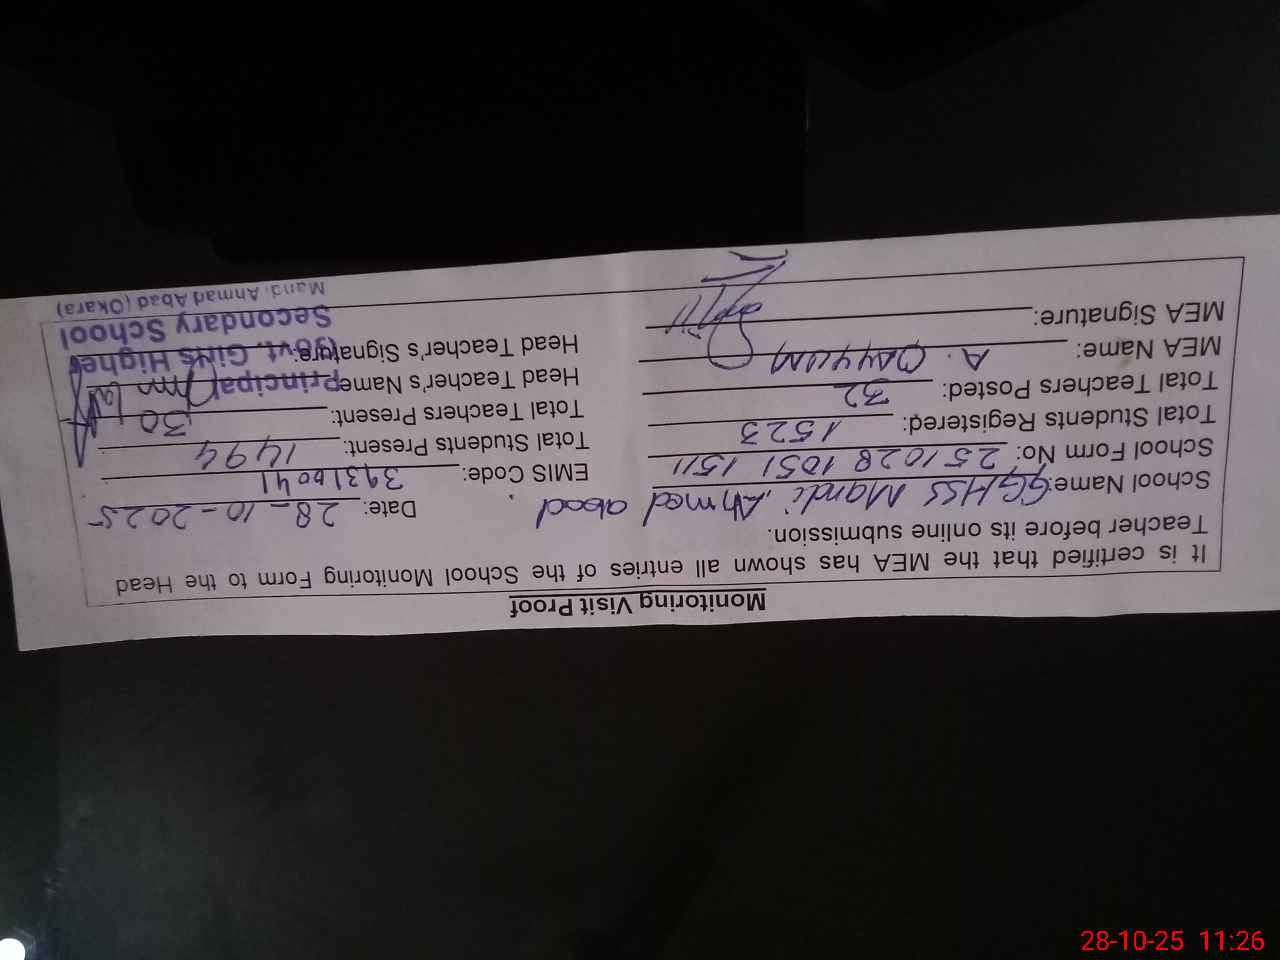 Monitoring Visit Proof
It is certified that the MEA has shown all entries of the School Monitoring Form to the Head
Teacher before its online submission.
School Name: GGHSS Mandi Ahmed abad Date: 28-10-2025
School Form No: 251028 1051 1511 EMIS Code: 39310041
Total Students Registered: 1523 Total Students Present: 1494
Total Teachers Posted: 32 Total Teachers Present: 30
MEA Name: A. QAYYUM Head Teacher's Name
MEA Signature: Head Teacher's Signature:
Principal
Govt. Girls Higher
Secondary School
Mandi Ahmad Abad (Okara)
28-10-25 11:26